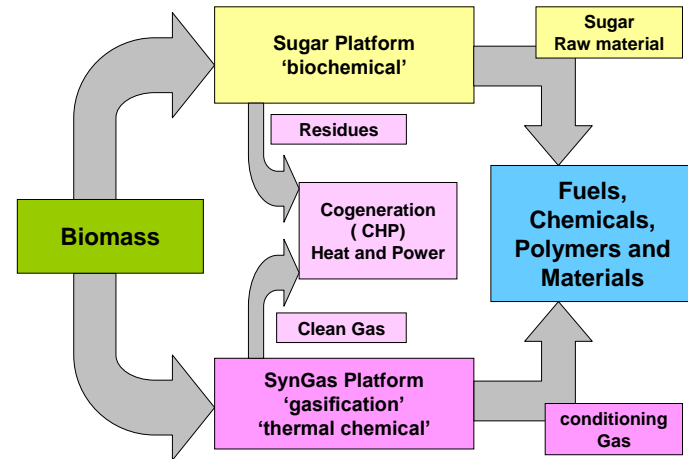 Sugar Platform
‘biochemical’
Sugar
Raw material
Residues
Biomass
Cogeneration
( CHP)
Heat and Power
Fuels,
Chemicals,
Polymers and
Materials
Clean Gas
SynGas Platform
‘gasification’
‘thermal chemical’
conditioning
Gas